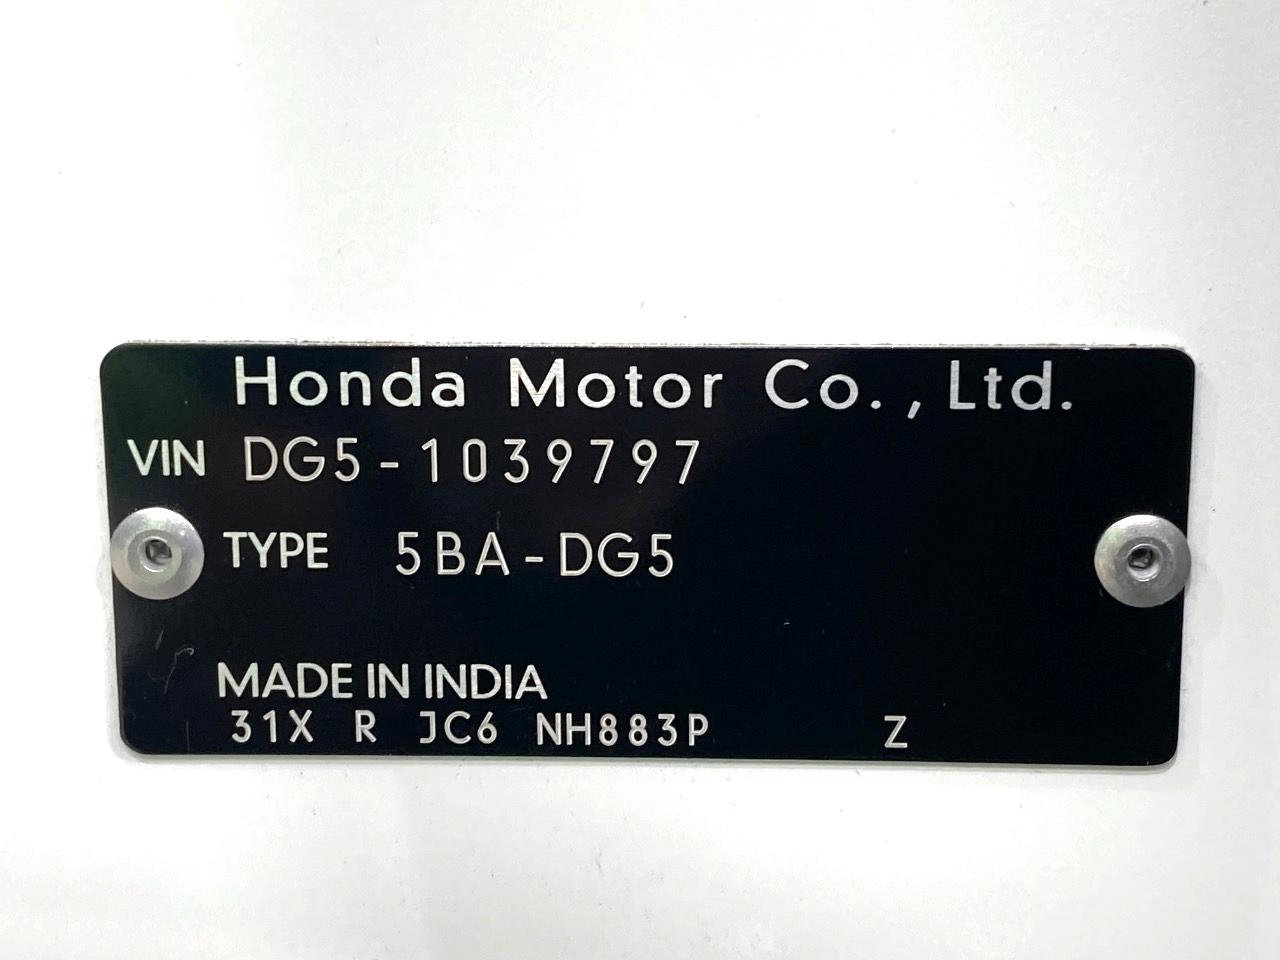 Honda Motor Co., Ltd.
VIN DG5-1039797
TYPE 5BA-DG5
MADE IN INDIA
31X R JC6 NH883P Z